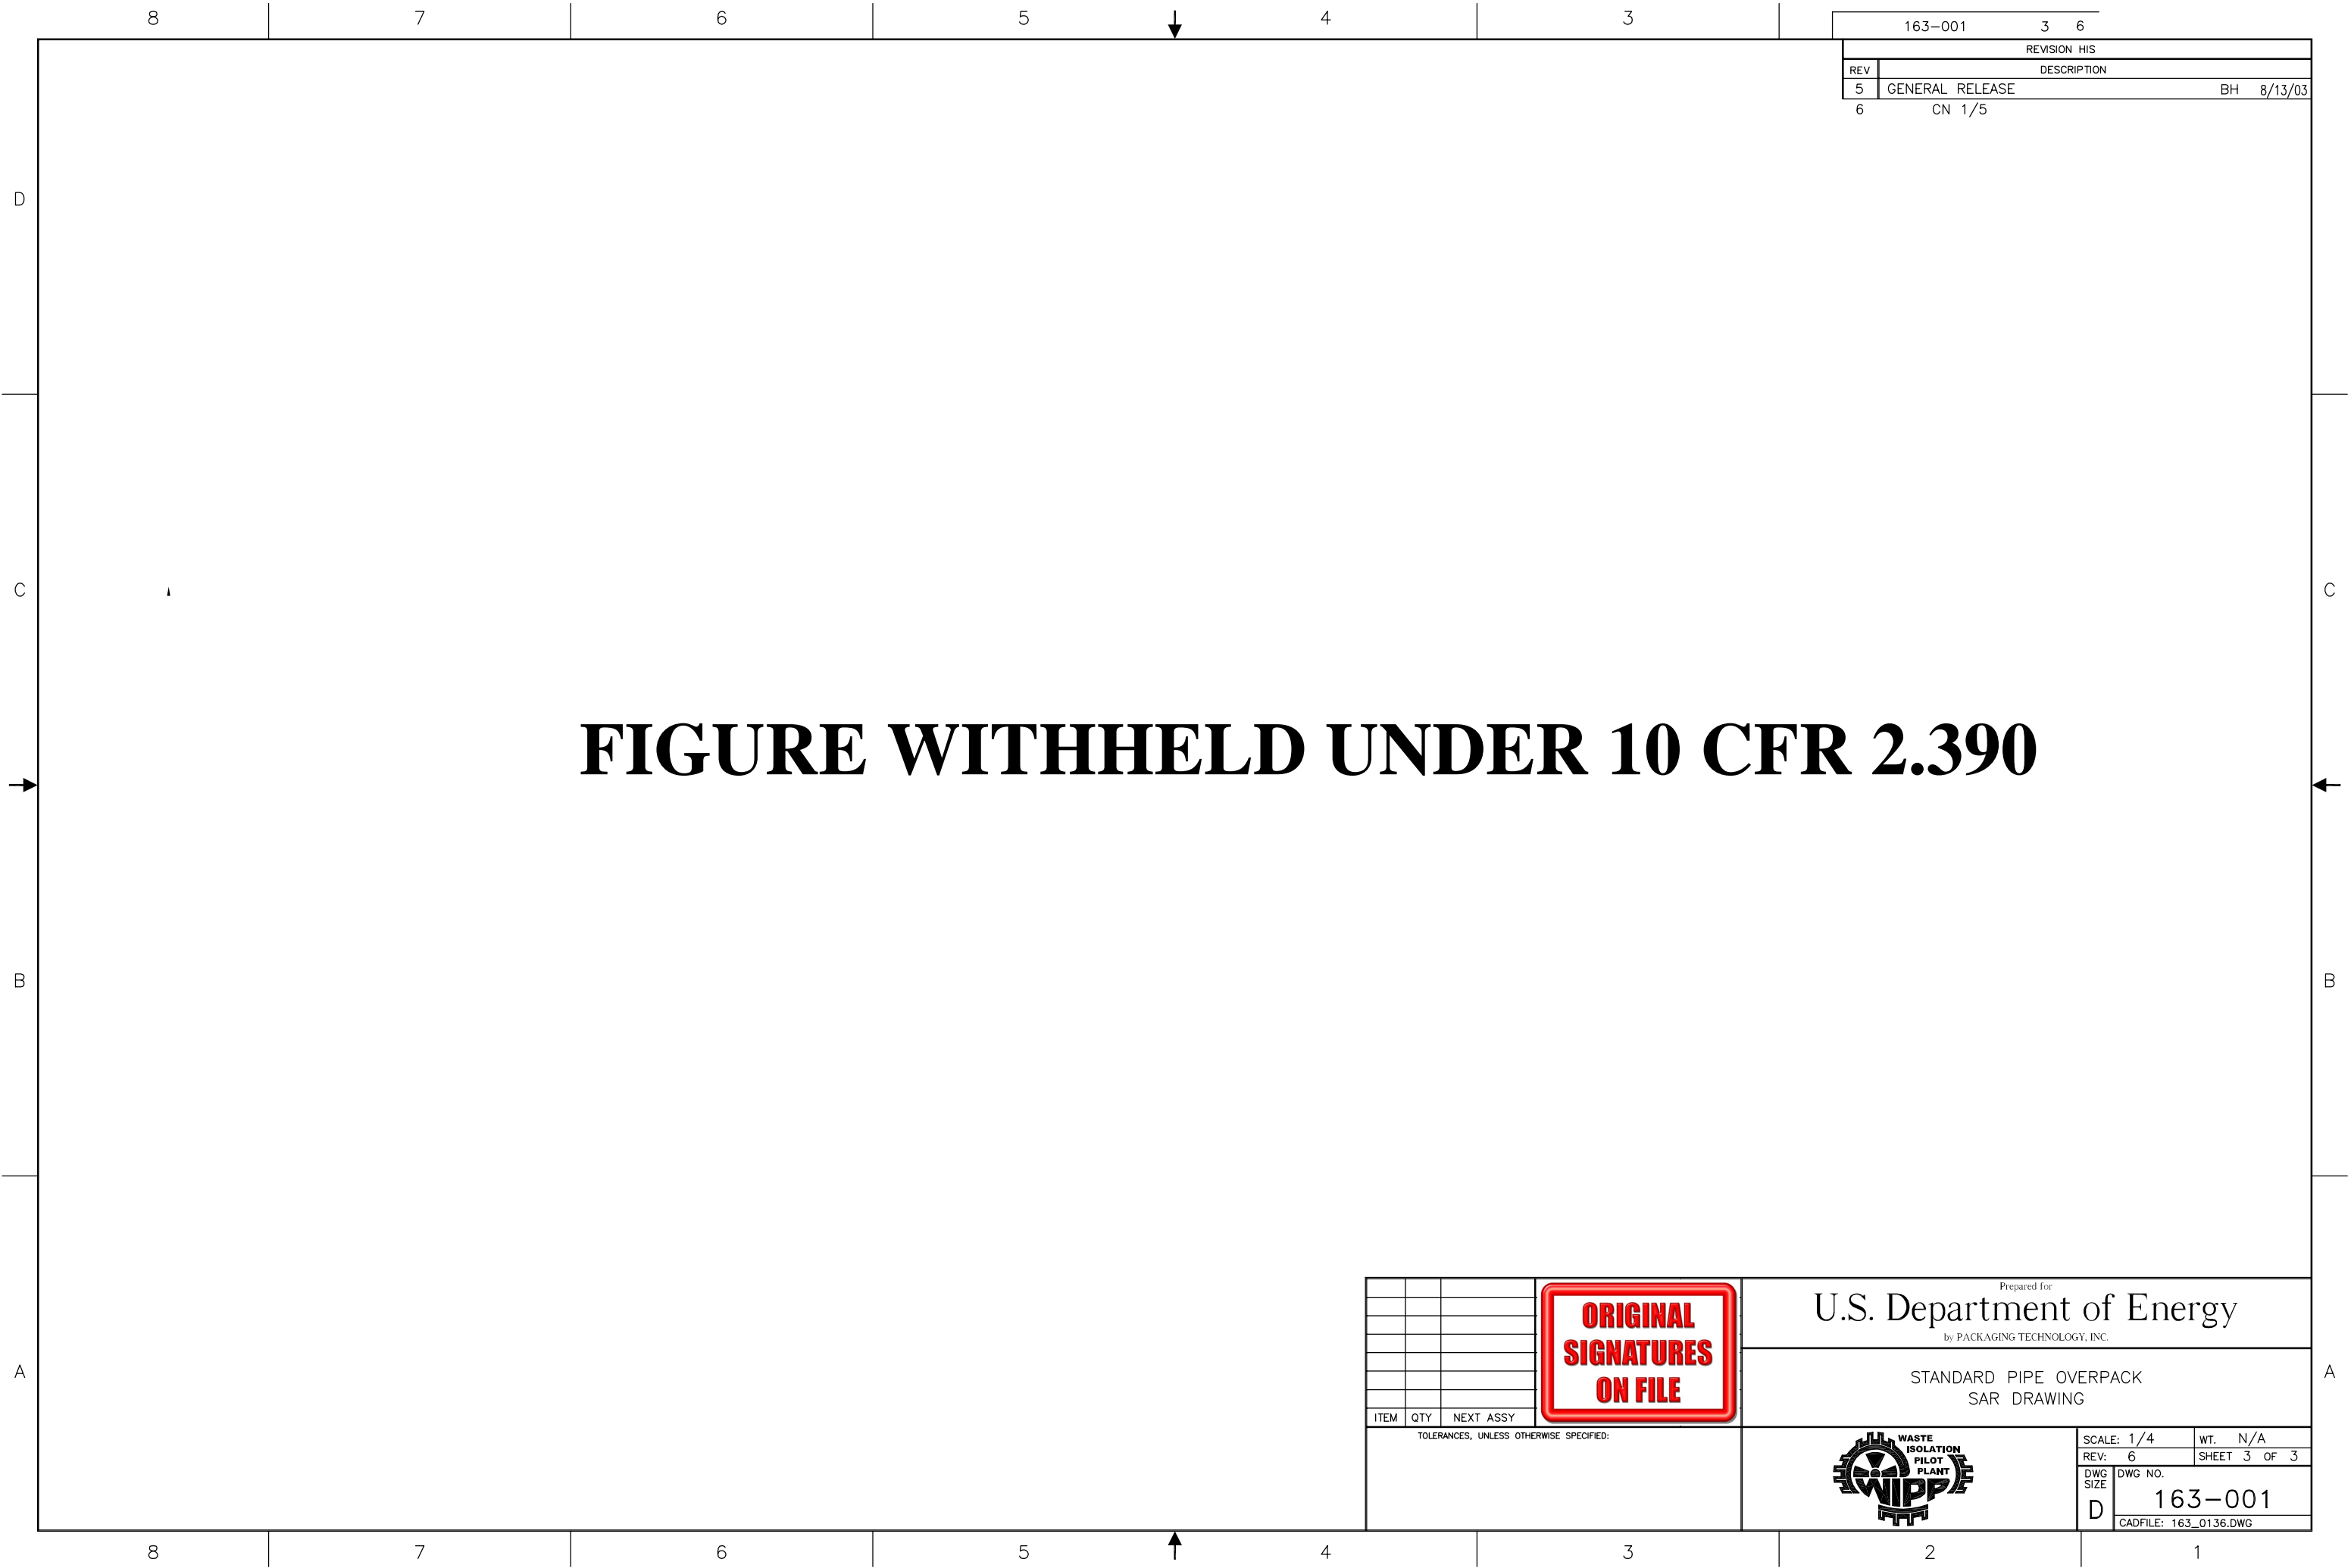 8 7 6 5 4 3
163-001 3 6
REVISION HIS
REV DESCRIPTION
5 GENERAL RELEASE BH 8/13/03
6 CN 1/5
D
C C
FIGURE WITHHELD UNDER 10 CFR 2.390
B B
A A
ORIGINAL
SIGNATURES
ON FILE
ITEM QTY NEXT ASSY
TOLERANCES, UNLESS OTHERWISE SPECIFIED:
Prepared for
U.S. Department of Energy
by PACKAGING TECHNOLOGY, INC.
STANDARD PIPE OVERPACK
SAR DRAWING
WASTE
ISOLATION
PILOT
PLANT
WIPP
SCALE: 1/4 WT. N/A
REV: 6 SHEET 3 OF 3
DWG SIZE D
DWG NO.
163-001
CADFILE: 163_0136.DWG
8 7 6 5 4 3 2 1